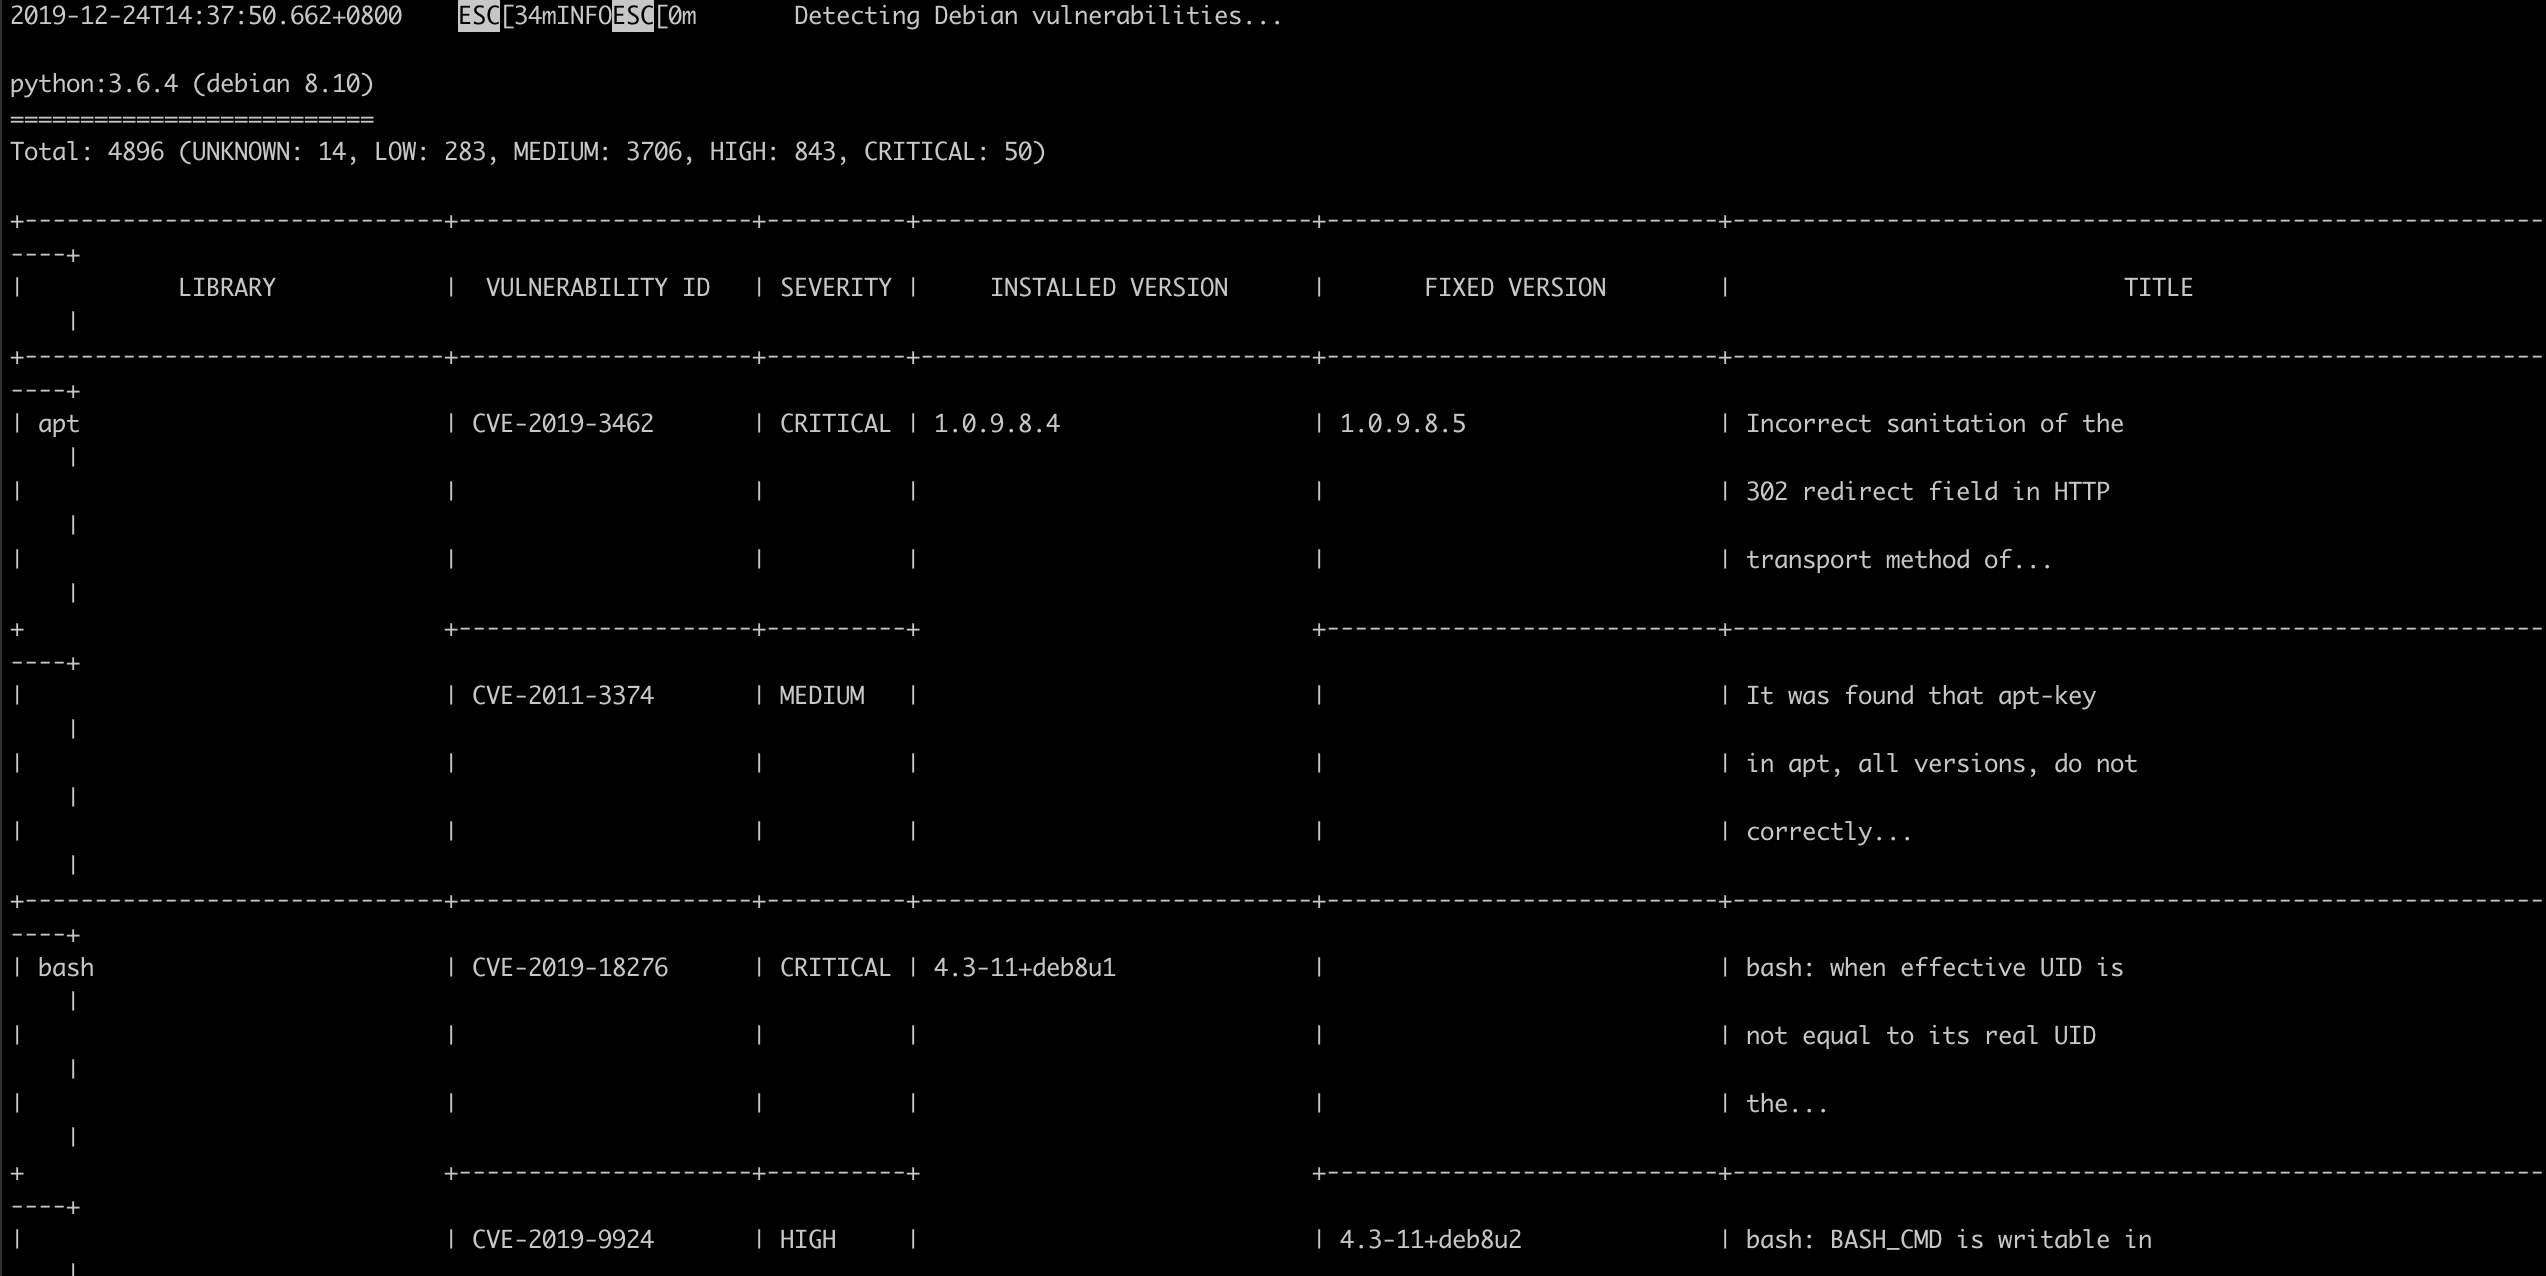 2019-12-24T14:37:50.662+0800    ESC[34mINFOESC[0m       Detecting Debian vulnerabilities...
python:3.6.4 (debian 8.10)
==========================
Total: 4896 (UNKNOWN: 14, LOW: 283, MEDIUM: 3706, HIGH: 843, CRITICAL: 50)
+------------------------------+---------------------+----------+----------------------------+----------------------------+----------------------------------------------------------
----+
|           LIBRARY            |  VULNERABILITY ID   | SEVERITY |     INSTALLED VERSION      |       FIXED VERSION        |                            TITLE
    |
+------------------------------+---------------------+----------+----------------------------+----------------------------+----------------------------------------------------------
----+
| apt                          | CVE-2019-3462       | CRITICAL | 1.0.9.8.4                  | 1.0.9.8.5                  | Incorrect sanitation of the
    |
|                              |                     |          |                            |                            | 302 redirect field in HTTP
    |
|                              |                     |          |                            |                            | transport method of...
    |
+                              +---------------------+----------+                            +----------------------------+----------------------------------------------------------
----+
|                              | CVE-2011-3374       | MEDIUM   |                            |                            | It was found that apt-key
    |
|                              |                     |          |                            |                            | in apt, all versions, do not
    |
|                              |                     |          |                            |                            | correctly...
    |
+------------------------------+---------------------+----------+----------------------------+----------------------------+----------------------------------------------------------
----+
| bash                         | CVE-2019-18276      | CRITICAL | 4.3-11+deb8u1              |                            | bash: when effective UID is
    |
|                              |                     |          |                            |                            | not equal to its real UID
    |
|                              |                     |          |                            |                            | the...
    |
+                              +---------------------+----------+                            +----------------------------+----------------------------------------------------------
----+
|                              | CVE-2019-9924       | HIGH     |                            | 4.3-11+deb8u2              | bash: BASH_CMD is writable in
    |